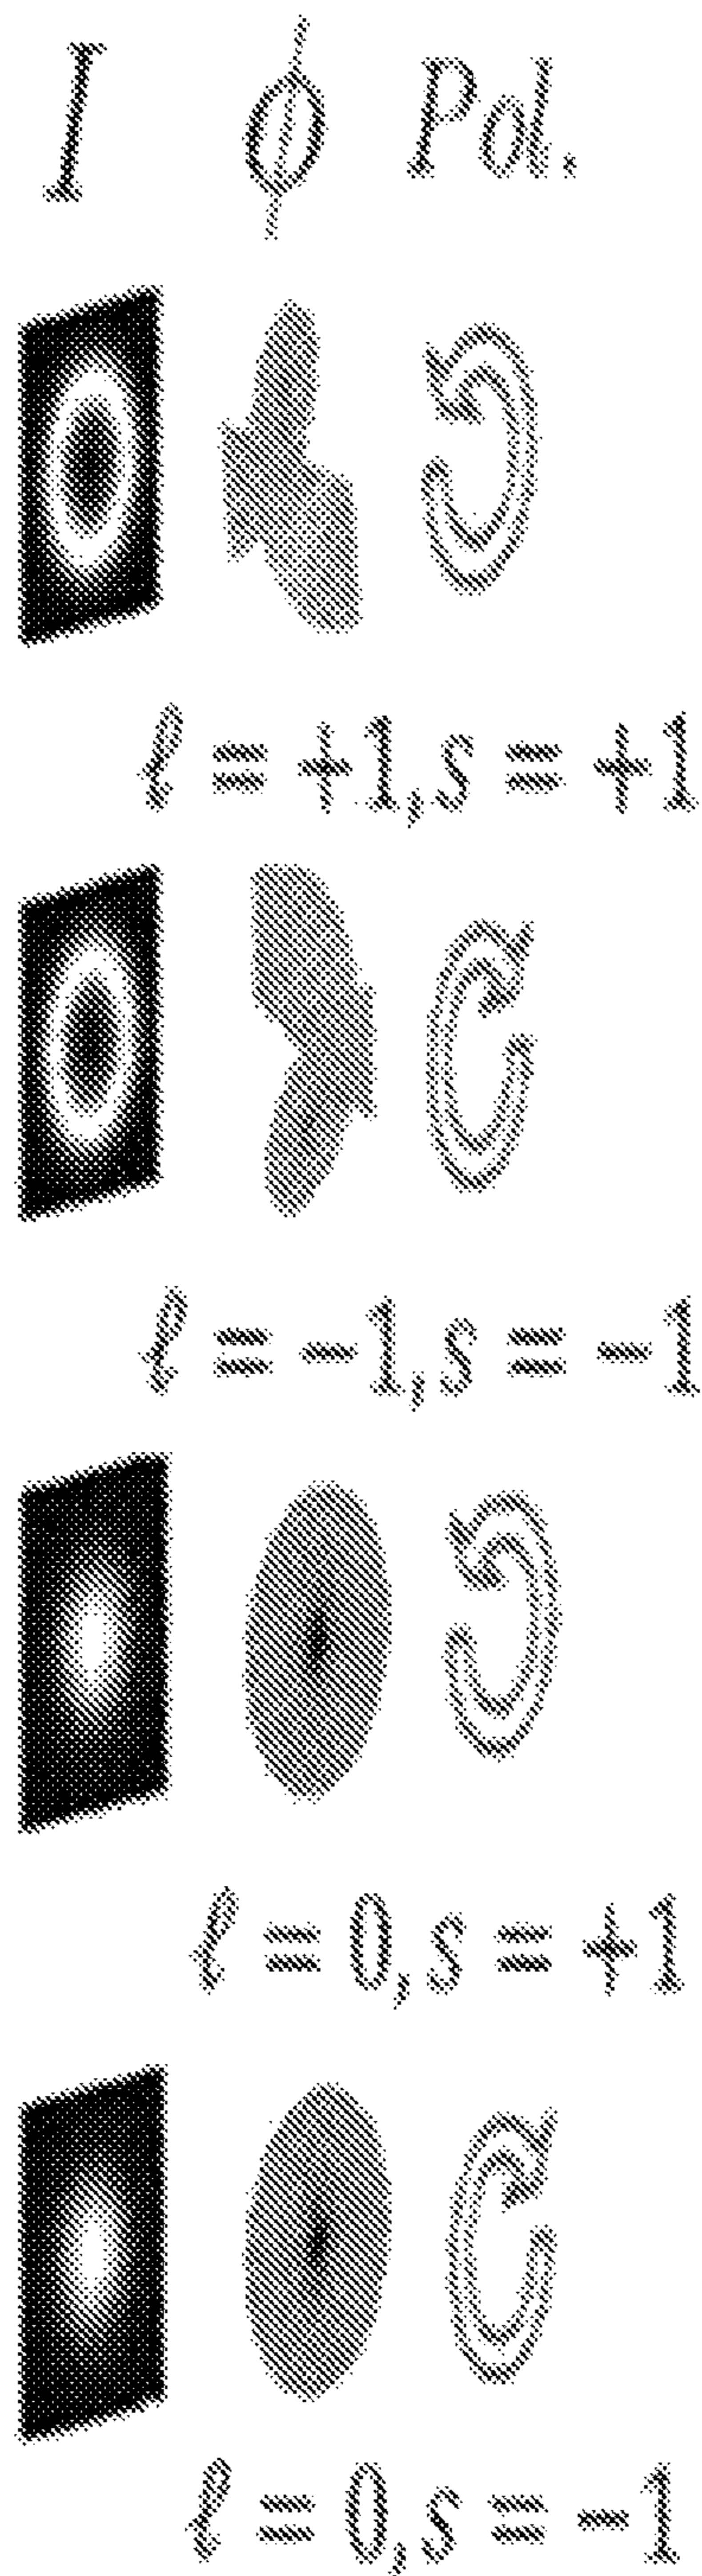 I ϕ Pol.
ℓ = +1, s = +1
ℓ = −1, s = −1
ℓ = 0, s = +1
ℓ = 0, s = −1